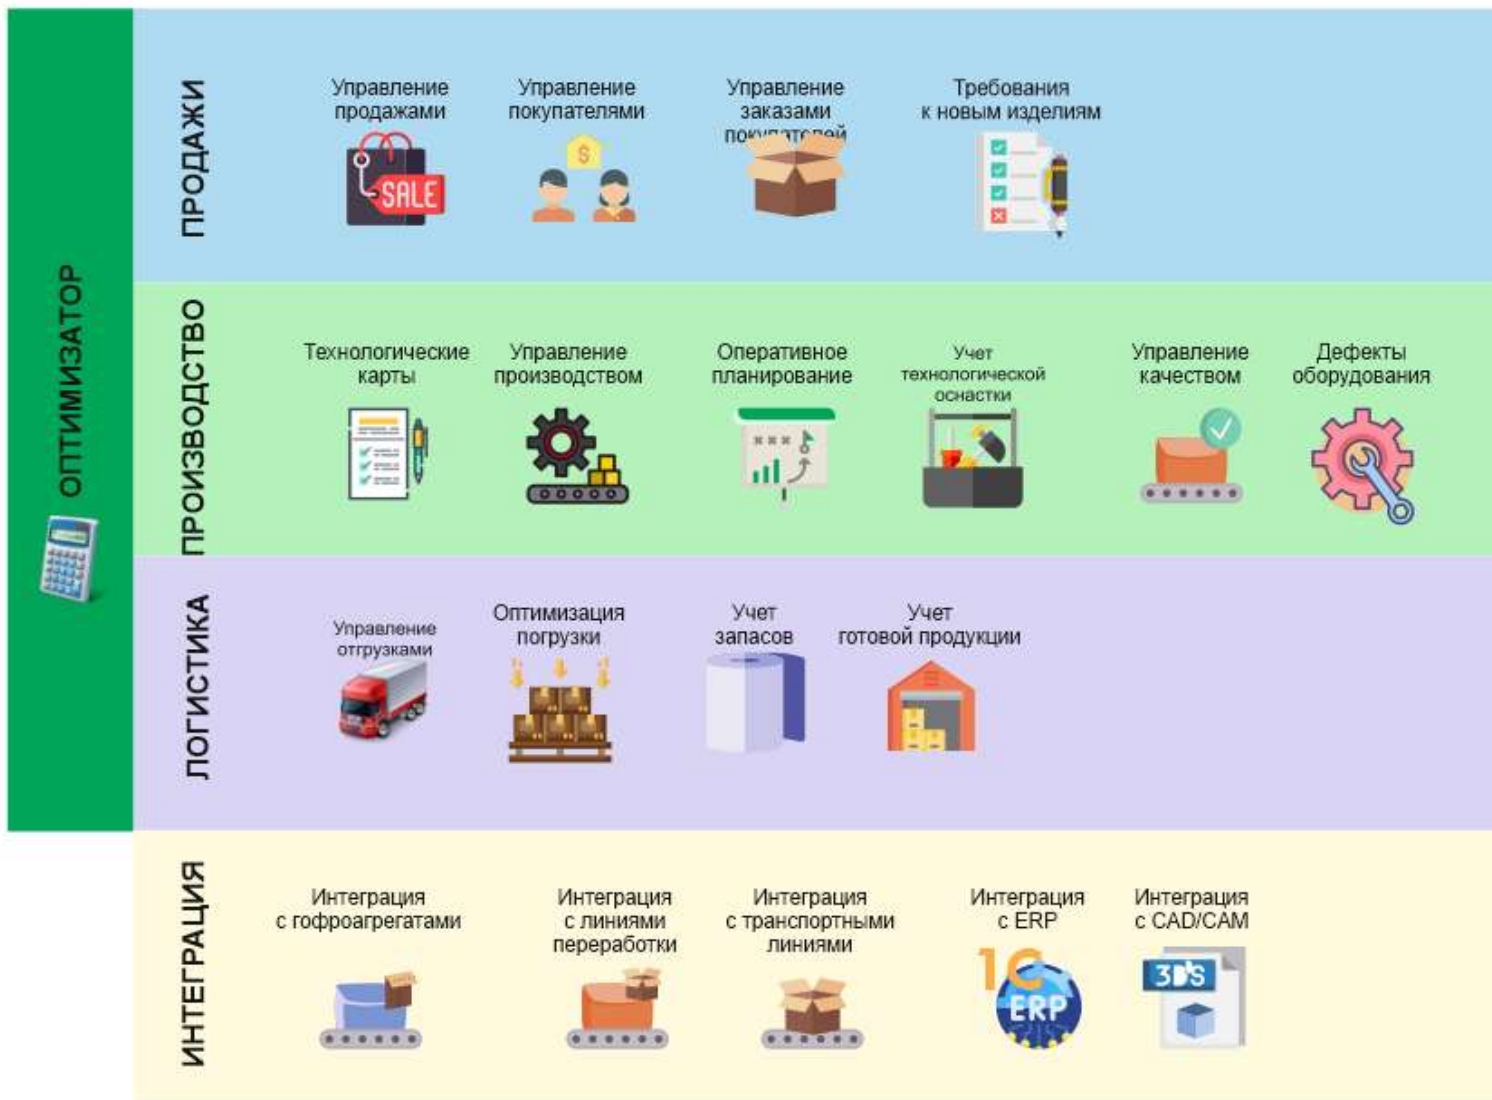 ОПТИМИЗАТОР
ПРОДАЖИ
Управление
продажами
SALE
Управление
покупателями
$
Управление
заказами
покупателей
Требования
к новым изделиям
ПРОИЗВОДСТВО
Технологические
карты
Управление
производством
Оперативное
планирование
Учет
технологической
оснастки
Управление
качеством
Дефекты
оборудования
ЛОГИСТИКА
Управление
отгрузками
Оптимизация
погрузки
Учет
запасов
Учет
готовой продукции
ИНТЕГРАЦИЯ
Интеграция
с гофроагрегатами
Интеграция
с линиями
переработки
Интеграция
с транспортными
линиями
Интеграция
с ERP
1С
ERP
Интеграция
с CAD/CAM
3D'S